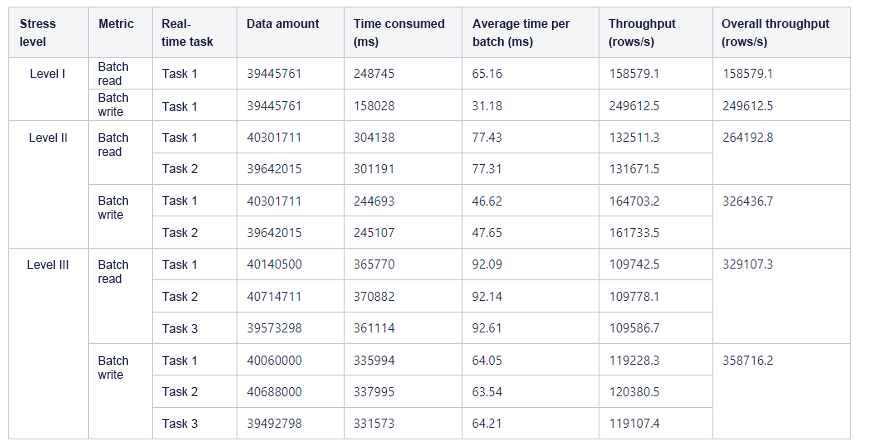 Stress level Metric Real-time task Data amount Time consumed (ms) Average time per batch (ms) Throughput (rows/s) Overall throughput (rows/s)
Level I Batch read Task 1 39445761 248745 65.16 158579.1 158579.1
Batch write Task 1 39445761 158028 31.18 249612.5 249612.5
Level II Batch read Task 1 40301711 304138 77.43 132511.3 264192.8
Task 2 39642015 301191 77.31 131671.5
Batch write Task 1 40301711 244693 46.62 164703.2 326436.7
Task 2 39642015 245107 47.65 161733.5
Level III Batch read Task 1 40140500 365770 92.09 109742.5 329107.3
Task 2 40714711 370882 92.14 109778.1
Task 3 39573298 361114 92.61 109586.7
Batch write Task 1 40060000 335994 64.05 119228.3 358716.2
Task 2 40688000 337995 63.54 120380.5
Task 3 39492798 331573 64.21 119107.4